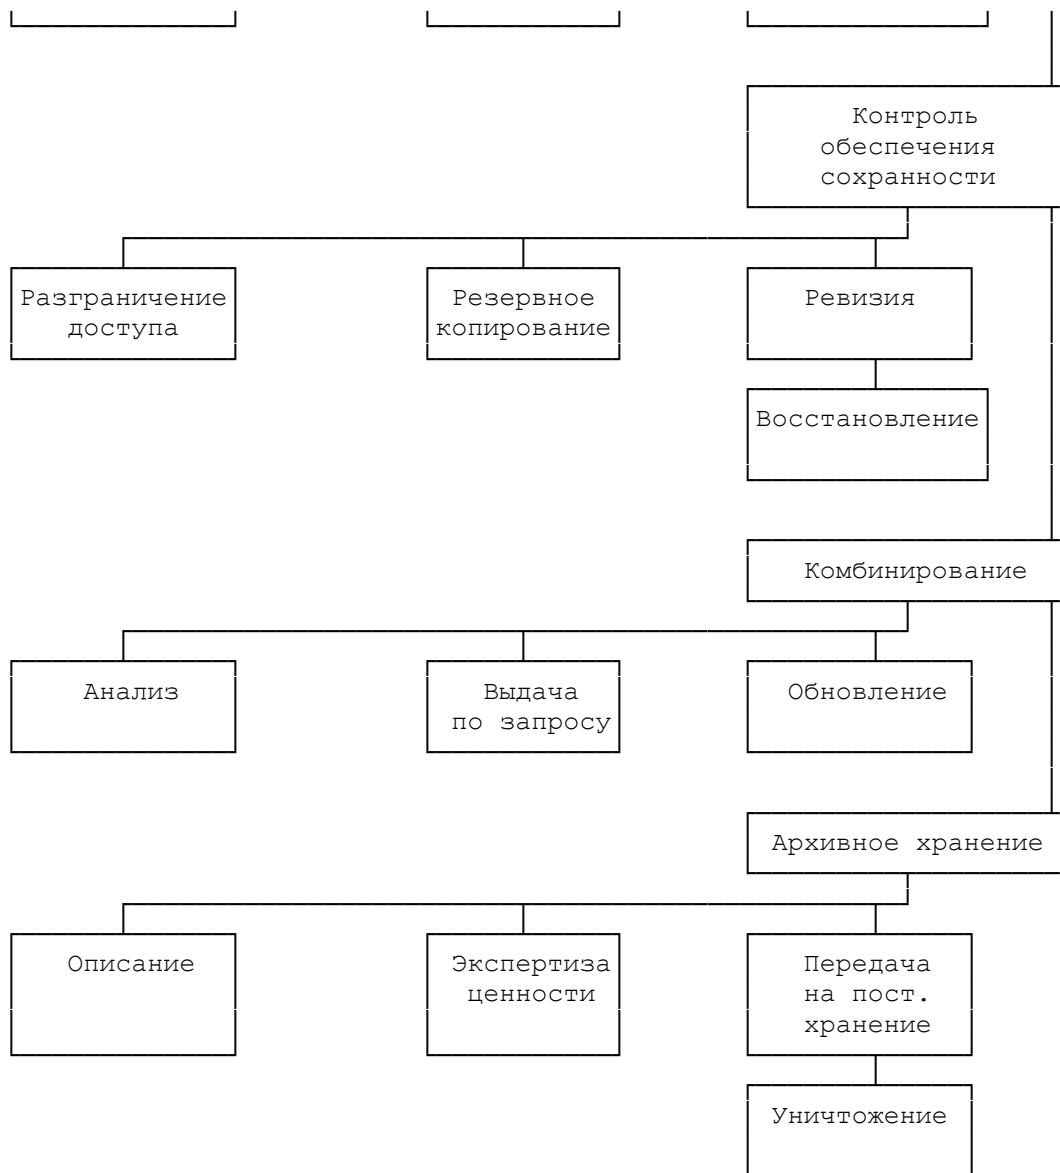 Контроль
обеспечения
сохранности
Разграничение
доступа
Резервное
копирование
Ревизия
Восстановление
Комбинирование
Анализ
Выдача
по запросу
Обновление
Архивное хранение
Описание
Экспертиза
ценности
Передача
на пост.
хранение
Уничтожение